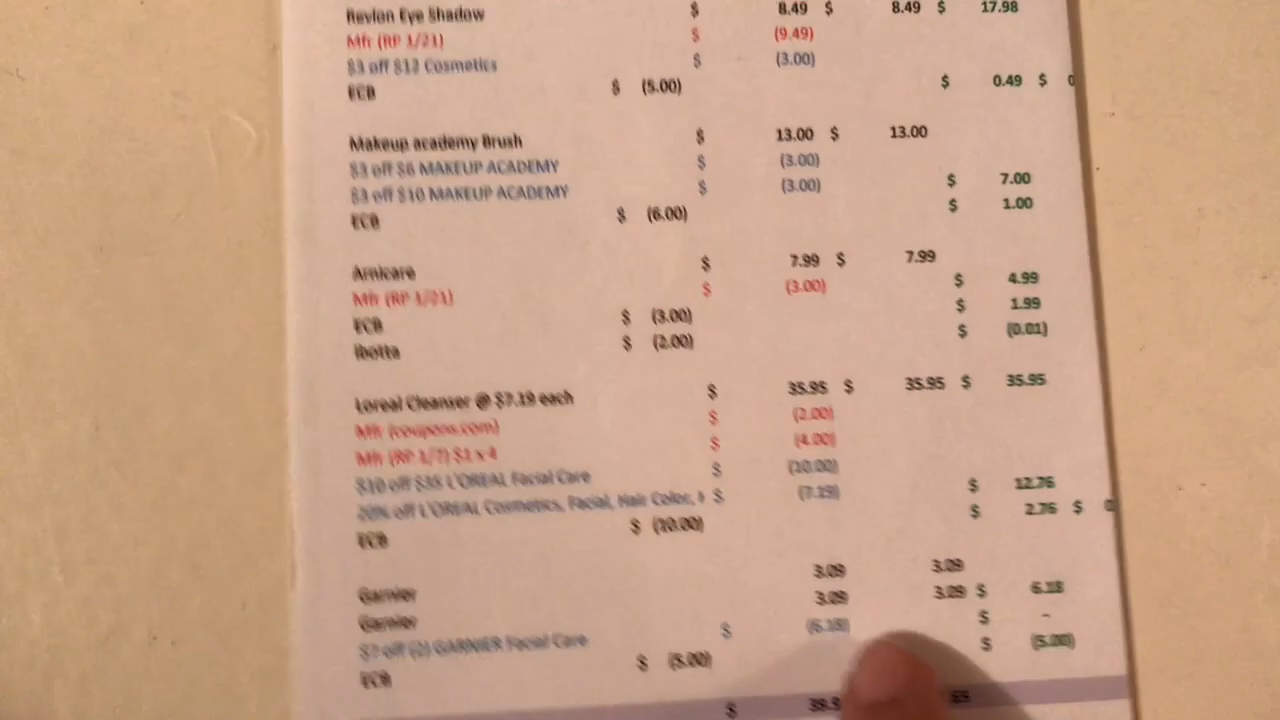 Revlon Eye Shadow $ 8.49 $ 8.49 $ 17.98
Mfr (RP 1/21) $ (9.49)
$3 off $12 Cosmetics $ (3.00)
ECB $ (5.00) $ 0.49 $ 0
Makeup academy Brush $ 13.00 $ 13.00
$3 off $6 MAKEUP ACADEMY $ (3.00)
$3 off $10 MAKEUP ACADEMY $ (3.00) $ 7.00
ECB $ (6.00) $ 1.00
Arnicare $ 7.99 $ 7.99
Mfr (RP 1/21) $ (3.00) $ 4.99
ECB $ (3.00) $ 1.99
Ibotta $ (2.00) $ (0.01)
Loreal Cleanser @ $7.19 each $ 35.95 $ 35.95 $ 35.95
Mfr (coupons.com) $ (2.00)
Mfr (RP 1/7) $1 x 4 $ (4.00)
$10 off $35 L'OREAL Facial Care $ (10.00)
20% off L'OREAL Cosmetics, Facial, Hair Color, $ (7.19) $ 12.76
ECB $ (10.00) $ 2.76 $ 0
Garnier 3.09 3.09
Garnier 3.09 3.09 $ 6.18
$7 off (2) GARNIER Facial Care $ (6.18) $ -
ECB $ (5.00) $ (5.00)
$ 39.5